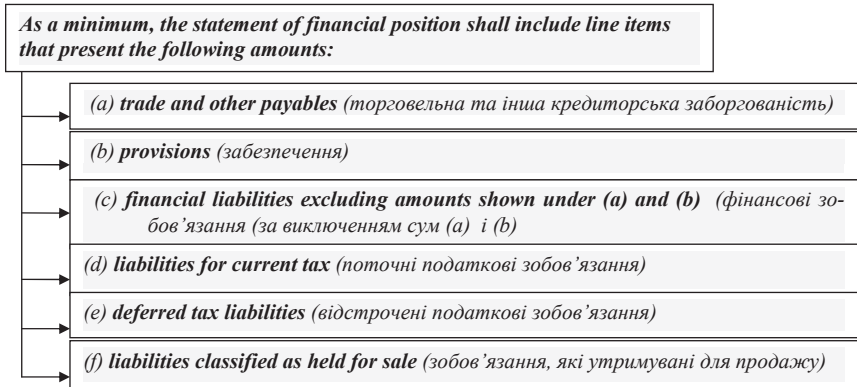 As a minimum, the statement of financial position shall include line items
that present the following amounts:
(a) trade and other payables (торговельна та інша кредиторська заборгованість)
(b) provisions (забезпечення)
(c) financial liabilities excluding amounts shown under (a) and (b) (фінансові зо-
бов’язання (за виключенням сум (a) і (b)
(d) liabilities for current tax (поточні податкові зобов’язання)
(e) deferred tax liabilities (відстрочені податкові зобов’язання)
(f) liabilities classified as held for sale (зобов’язання, які утримувані для продажу)